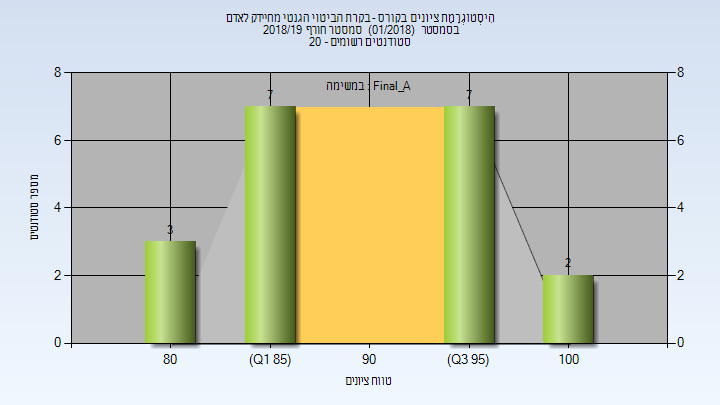 הִיסטוגְרָמַת ציונים בקורס - בקרת הביטוי הגנטי מחיידק לאדם
בסמסטר (01/2018) סמסטר חורף 2018/19
סטודנטים רשומים - 20
במשימה : Final_A
8
6
4
2
0
8
6
4
2
0
מספר סטודנטים
3
7
7
2
80
(Q1 85)
90
(Q3 95)
100
טווח ציונים